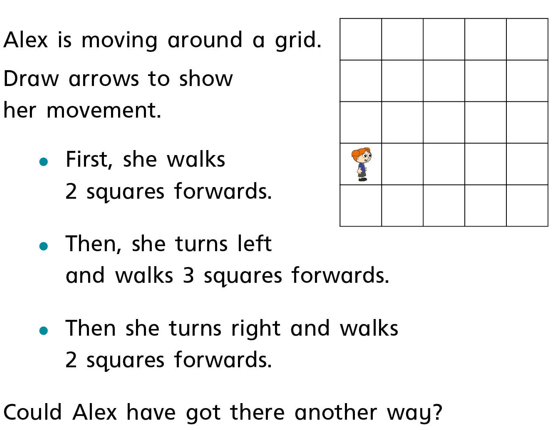 Alex is moving around a grid.
Draw arrows to show
her movement.
• First, she walks
2 squares forwards.
• Then, she turns left
and walks 3 squares forwards.
• Then she turns right and walks
2 squares forwards.
Could Alex have got there another way?